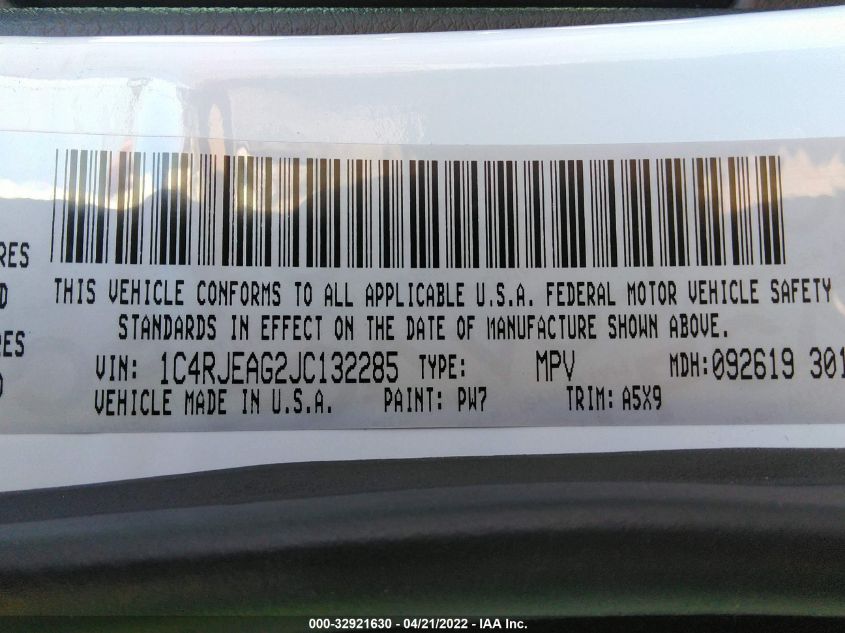 RES
THIS VEHICLE CONFORMS TO ALL APPLICABLE U.S.A. FEDERAL MOTOR VEHICLE SAFETY
D
STANDARDS IN EFFECT ON THE DATE OF MANUFACTURE SHOWN ABOVE.
RES
VIN: 1C4RJEAG2JC132285 TYPE: MPV MDH:092619 301
)
VEHICLE MADE IN U.S.A. PAINT: PW7 TRIM: A5X9
000-32921630 - 04/21/2022 - IAA Inc.